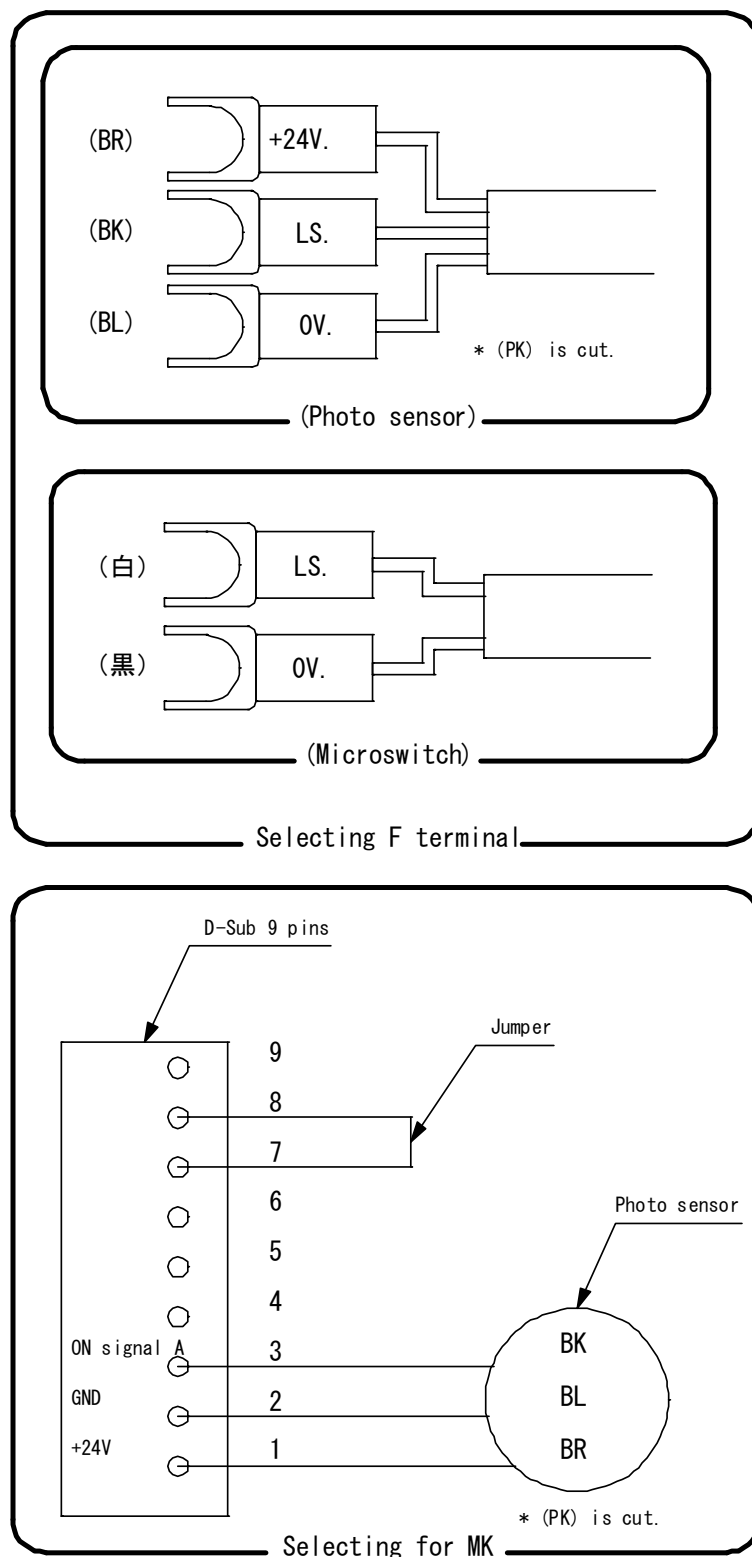 (BR) +24V.
(BK) LS.
(BL) 0V.
* (PK) is cut.
(Photo sensor)
(白) LS.
(黒) 0V.
(Microswitch)
Selecting F terminal
D-Sub 9 pins
Jumper
9
8
7
6
5
4
Photo sensor
ON signal A 3 BK
GND 2 BL
+24V 1 BR
* (PK) is cut.
Selecting for MK